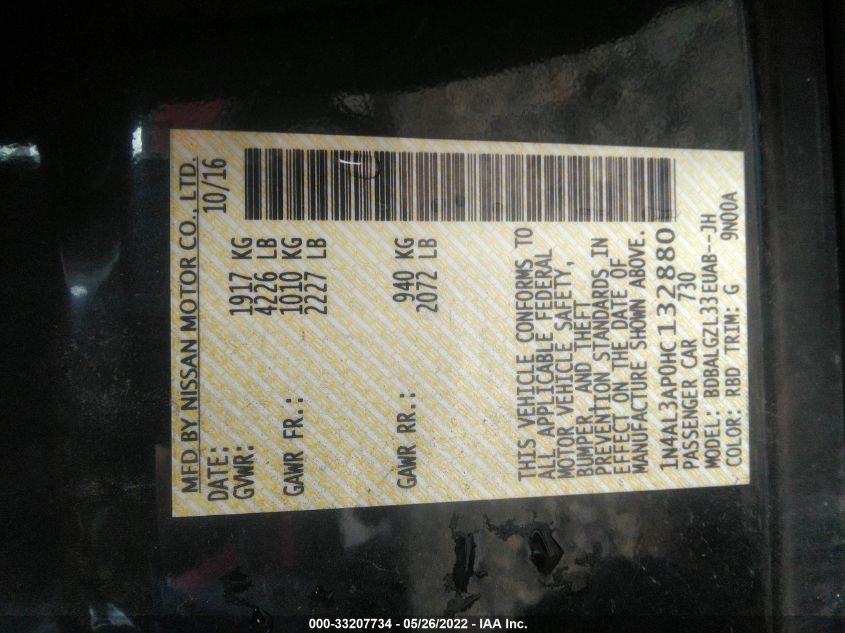 MFD BY NISSAN MOTOR CO., LTD.
DATE: 10/16
GVWR: 1917 KG
4226 LB
GAWR FR.: 1010 KG
2227 LB
GAWR RR.: 940 KG
2072 LB
THIS VEHICLE CONFORMS TO
ALL APPLICABLE FEDERAL
MOTOR VEHICLE SAFETY,
BUMPER, AND THEFT
PREVENTION STANDARDS IN
EFFECT ON THE DATE OF
MANUFACTURE SHOWN ABOVE.
1N4AL3AP0HC132880
PASSENGER CAR 730
MODEL: BDBALGZL33EUAB--JH
COLOR: RBD TRIM: G 9N00A
000-33207734 - 05/26/2022 - IAA Inc.